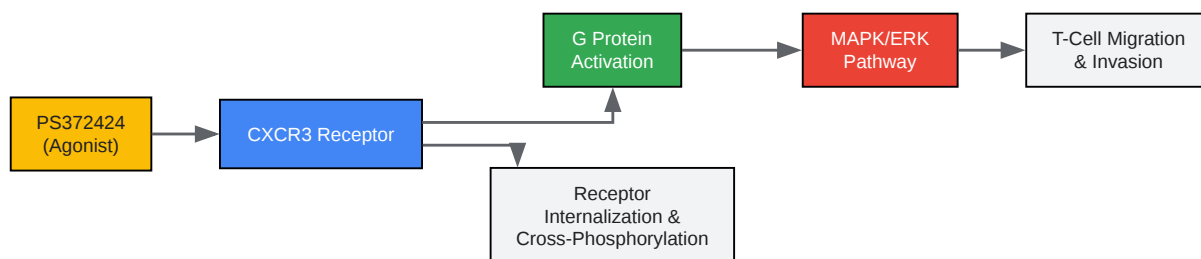 PS372424
(Agonist)
CXCR3 Receptor
G Protein
Activation
MAPK/ERK
Pathway
T-Cell Migration
& Invasion
Receptor
Internalization &
Cross-Phosphorylation